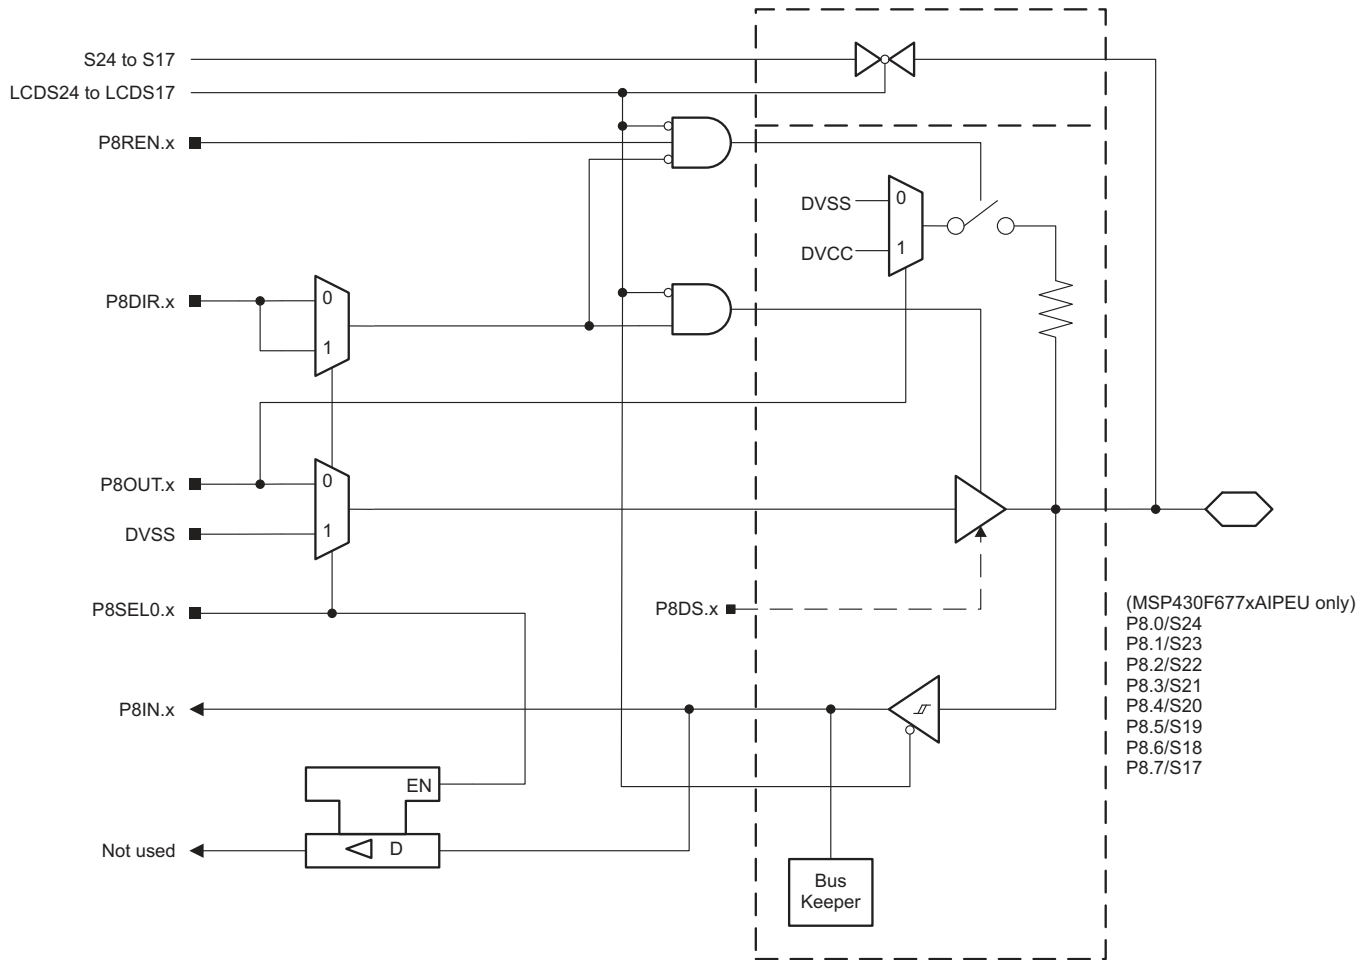 S24 to S17
LCDS24 to LCDS17
P8REN.x
DVSS
0
DVCC
1
P8DIR.x
0
1
P8OUT.x
0
DVSS
1
P8SEL0.x
P8DS.x
(MSP430F677xAIPEU only)
P8.0/S24
P8.1/S23
P8.2/S22
P8.3/S21
P8.4/S20
P8.5/S19
P8.6/S18
P8.7/S17
P8IN.x
EN
Not used
D
Bus
Keeper